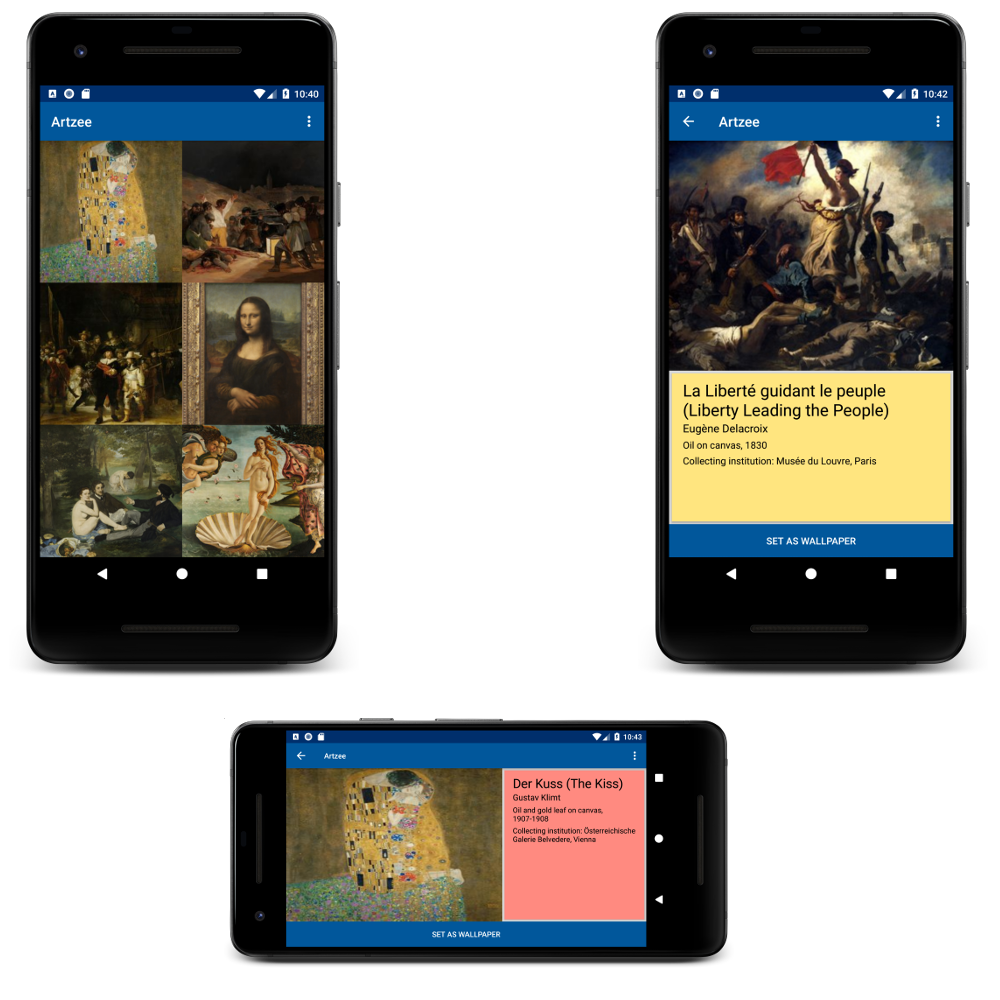 10:40
Artzee
10:42
Artzee
La Liberté guidant le peuple
(Liberty Leading the People)
Eugène Delacroix
Oil on canvas, 1830
Collecting institution: Musée du Louvre, Paris
SET AS WALLPAPER
10:43
Artzee
Der Kuss (The Kiss)
Gustav Klimt
Oil and gold leaf on canvas,
1907-1908
Collecting institution: Österreichische
Galerie Belvedere, Vienna
SET AS WALLPAPER